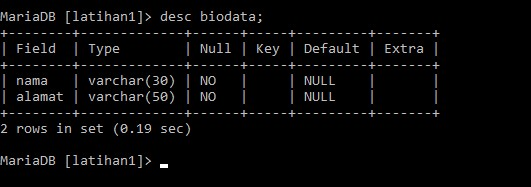 MariaDB [latihan1]> desc biodata;
+--------+-------------+------+-----+---------+-------+
| Field  | Type        | Null | Key | Default | Extra |
+--------+-------------+------+-----+---------+-------+
| nama   | varchar(30) | NO   |     | NULL    |       |
| alamat | varchar(50) | NO   |     | NULL    |       |
+--------+-------------+------+-----+---------+-------+
2 rows in set (0.19 sec)
MariaDB [latihan1]> _